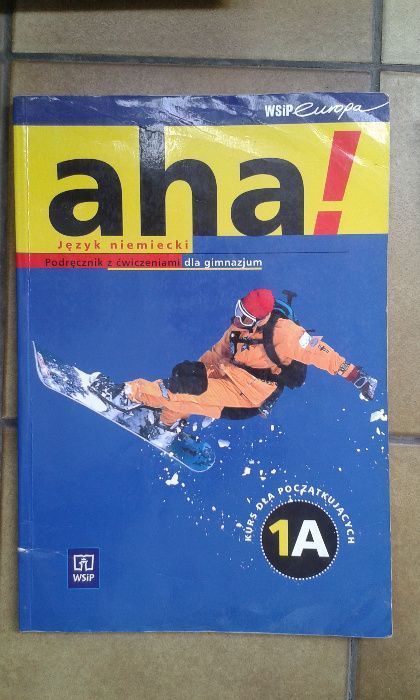 WSiP europa
aha!
Język niemiecki
Podręcznik z ćwiczeniami dla gimnazjum
KURS DLA POCZĄTKUJĄCYCH
1A
WSiP